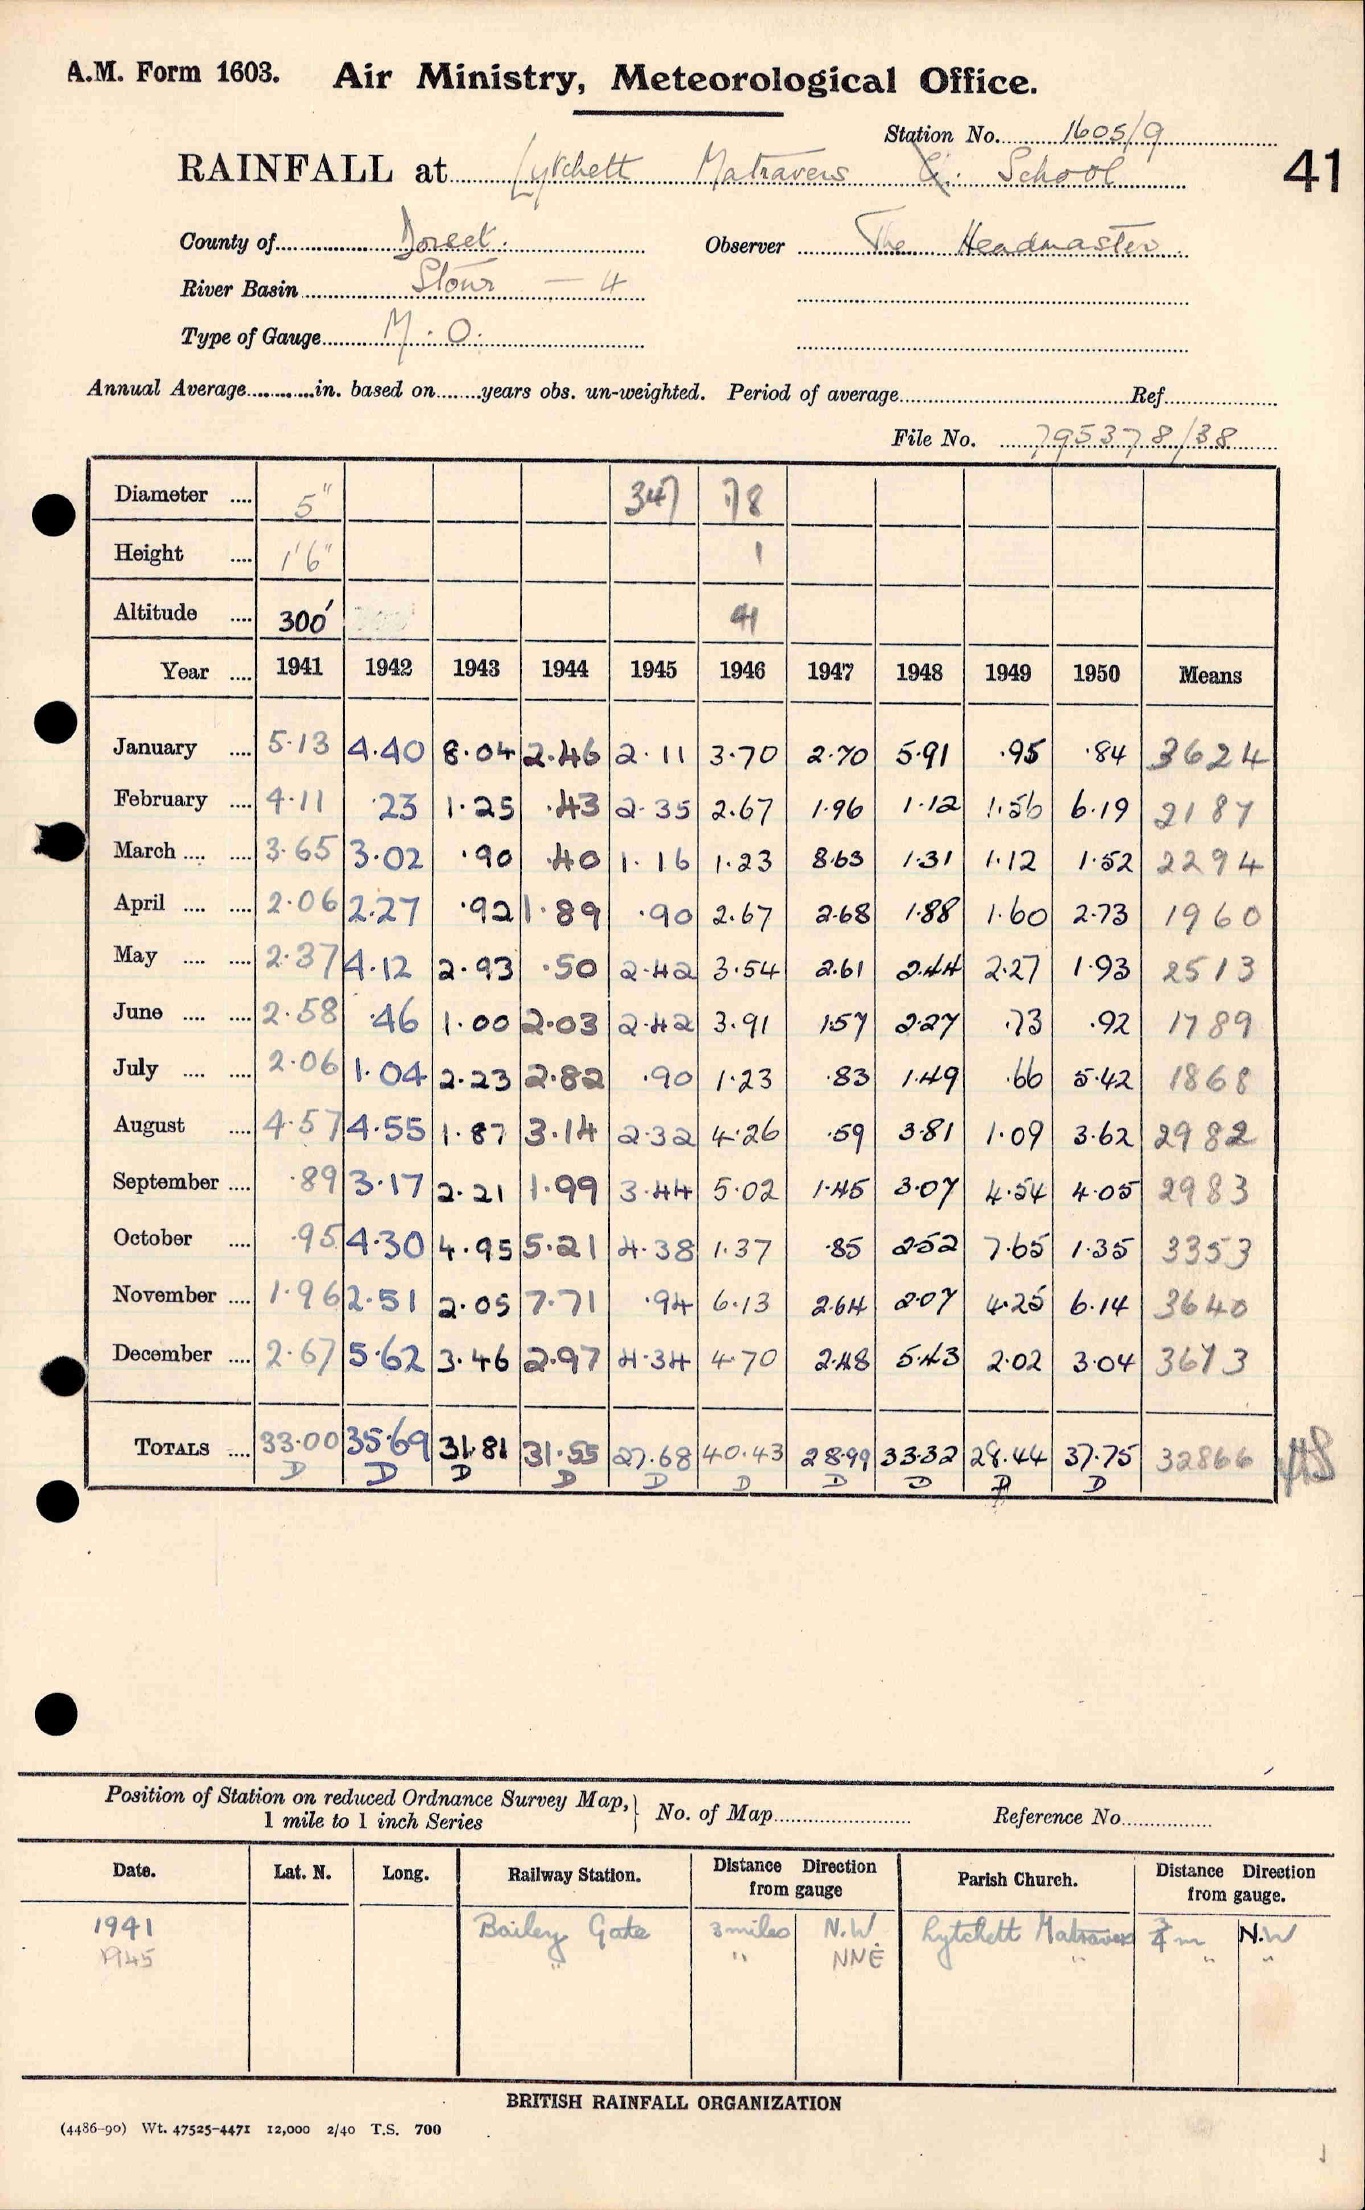 A.M. Form 1603. Air Ministry, Meteorological Office.
Station No. 1605/9
RAINFALL at Lytchett Matravers C. School
41
County of Dorset. Observer The Headmaster.
River Basin Stour — 4
Type of Gauge M.O.
Annual Average in. based on years obs. un-weighted. Period of average Ref.
File No. 795378/38
Diameter .... 5" 347 78
Height .... 1'6" 1
Altitude .... 300' 41
Year .... 1941 1942 1943 1944 1945 1946 1947 1948 1949 1950 Means
January .... 5.13 4.40 8.04 2.46 2.11 3.70 2.70 5.91 .95 .84 3624
February .... 4.11 .23 1.25 .43 2.35 2.67 1.96 1.12 1.56 6.19 2187
March .... .... 3.65 3.02 .90 .40 1.16 1.23 8.63 1.31 1.12 1.52 2294
April .... .... 2.06 2.27 .92 1.89 .90 2.67 2.68 1.88 1.60 2.73 1960
May .... .... 2.37 4.12 2.93 .50 2.42 3.54 2.61 2.44 2.27 1.93 2513
June .... .... 2.58 .46 1.00 2.03 2.42 3.91 1.57 2.27 .73 .92 1789
July .... .... 2.06 1.04 2.23 2.82 .90 1.23 .83 1.49 .66 5.42 1868
August .... 4.57 4.55 1.87 3.14 2.32 4.26 .59 3.81 1.09 3.62 2982
September .... .89 3.17 2.21 1.99 3.44 5.02 1.45 3.07 4.54 4.05 2983
October .... .95 4.30 4.95 5.21 4.38 1.37 .85 2.52 7.65 1.35 3353
November .... 1.96 2.51 2.05 7.71 .94 6.13 2.64 2.07 4.25 6.14 3640
December .... 2.67 5.62 3.46 2.97 4.34 4.70 2.48 5.43 2.02 3.04 3673
TOTALS .... 33.00 35.69 31.81 31.55 27.68 40.43 28.99 33.32 28.44 37.75 32866
D D D D D D D D D D
Position of Station on reduced Ordnance Survey Map, 1 mile to 1 inch Series No. of Map Reference No.
Date. Lat. N. Long. Railway Station. Distance Direction from gauge Parish Church. Distance Direction from gauge.
1941 Bailey Gate 3 miles N.W. Lytchett Matravers 3/4 m N.W
1945 " " NNE " " "
BRITISH RAINFALL ORGANIZATION
(4486-90) Wt. 47525-4471 12,000 2/40 T.S. 700